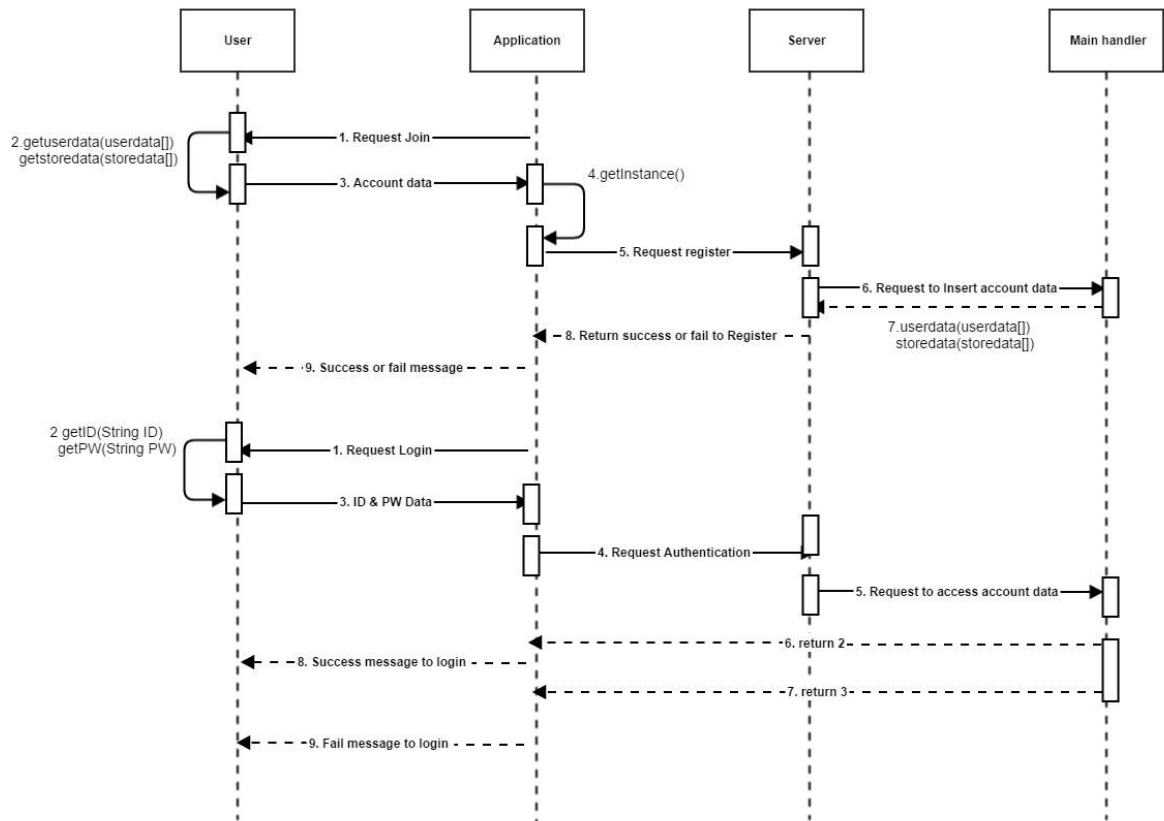 User
Application
Server
Main handler
1. Request Join
2.getuserdata(userdata[])
getstoredata(storedata[])
3. Account data
4.getInstance()
5. Request register
6. Request to Insert account data
7.userdata(userdata[])
storedata(storedata[])
8. Return success or fail to Register
9. Success or fail message
2 getID(String ID)
getPW(String PW)
1. Request Login
3. ID & PW Data
4. Request Authentication
5. Request to access account data
6. return 2
8. Success message to login
7. return 3
9. Fail message to login